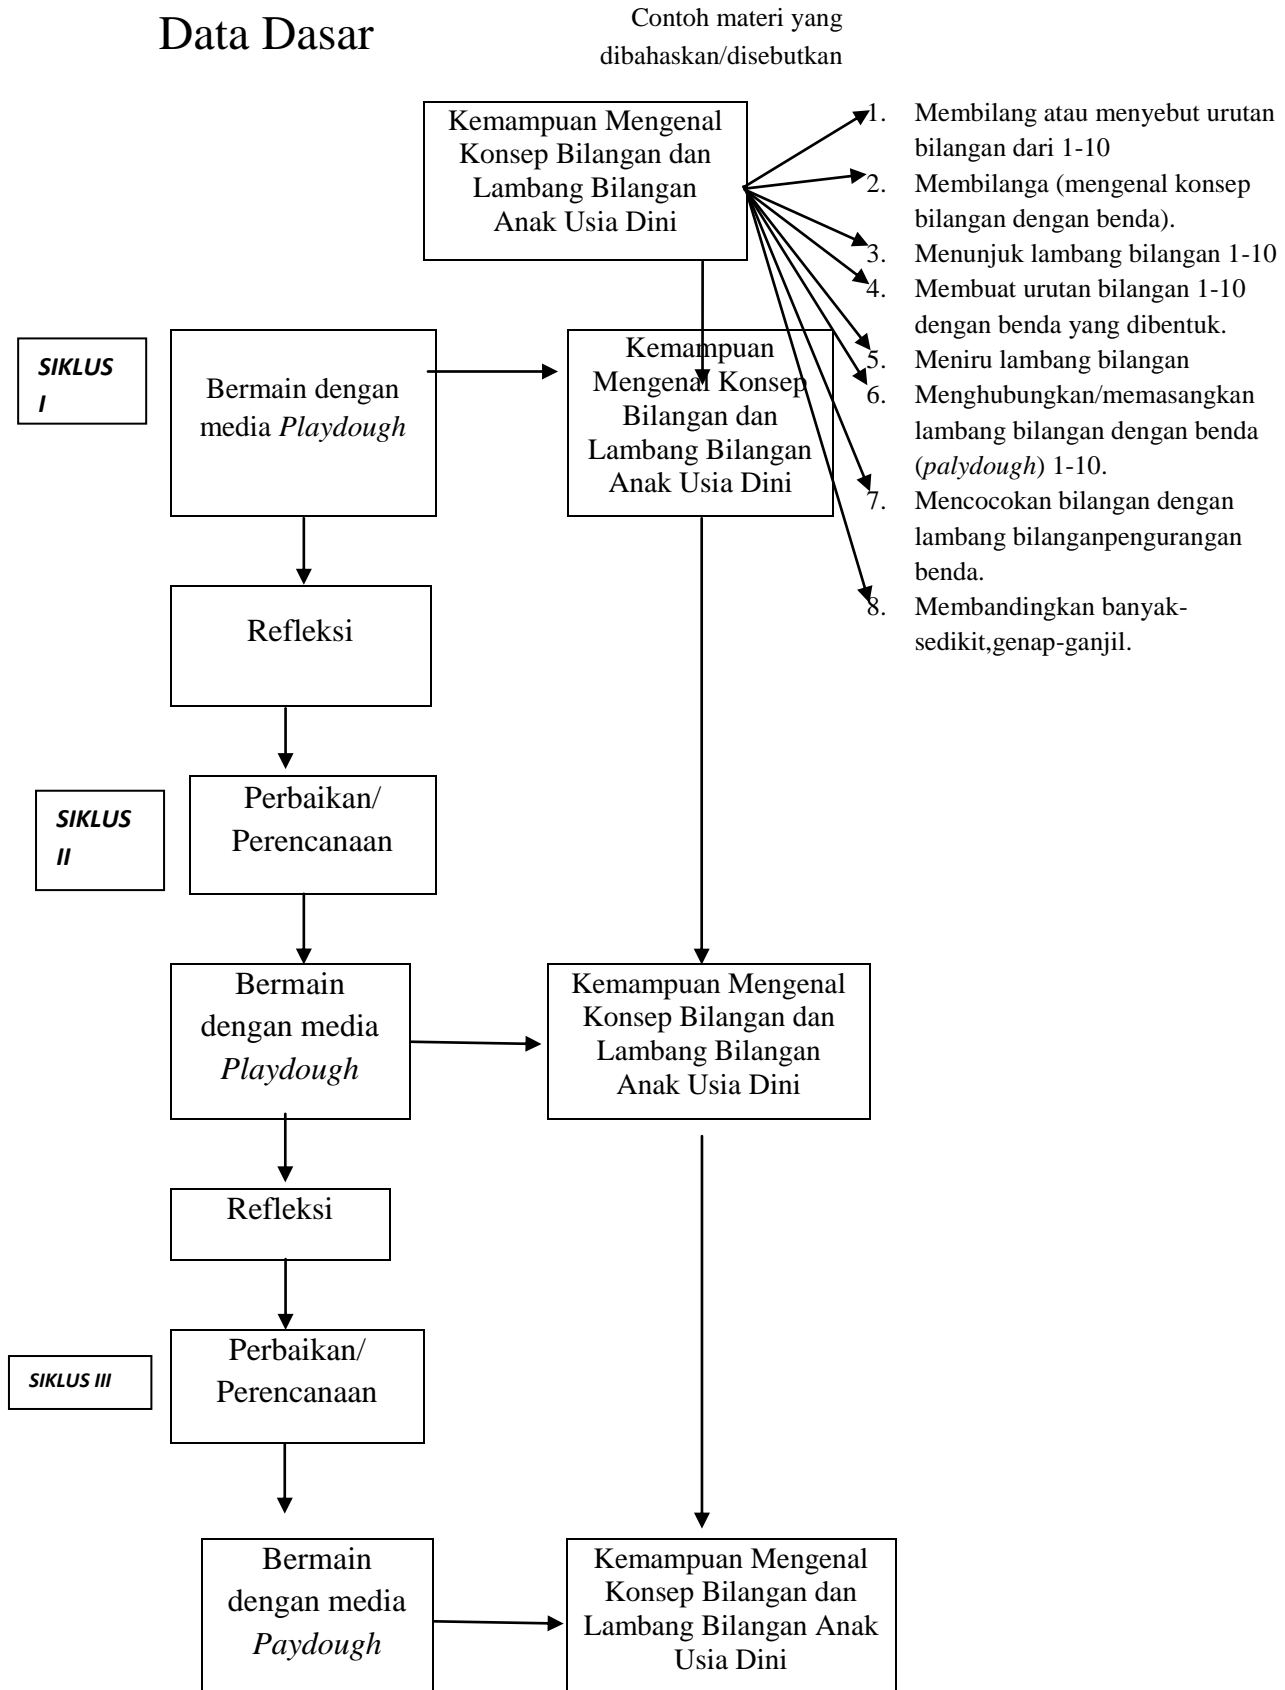 Data Dasar
Contoh materi yang
dibahaskan/disebutkan
Kemampuan Mengenal
Konsep Bilangan dan
Lambang Bilangan
Anak Usia Dini
1. Membilang atau menyebut urutan
bilangan dari 1-10
2. Membilanga (mengenal konsep
bilangan dengan benda).
3. Menunjuk lambang bilangan 1-10
4. Membuat urutan bilangan 1-10
dengan benda yang dibentuk.
5. Meniru lambang bilangan
6. Menghubungkan/memasangkan
lambang bilangan dengan benda
(palydough) 1-10.
7. Mencocokan bilangan dengan
lambang bilanganpengurangan
benda.
8. Membandingkan banyak-
sedikit,genap-ganjil.
SIKLUS
I
Bermain dengan
media Playdough
Kemampuan
Mengenal Konsep
Bilangan dan
Lambang Bilangan
Anak Usia Dini
Refleksi
SIKLUS
II
Perbaikan/
Perencanaan
Bermain
dengan media
Playdough
Kemampuan Mengenal
Konsep Bilangan dan
Lambang Bilangan
Anak Usia Dini
Refleksi
SIKLUS III
Perbaikan/
Perencanaan
Bermain
dengan media
Paydough
Kemampuan Mengenal
Konsep Bilangan dan
Lambang Bilangan Anak
Usia Dini